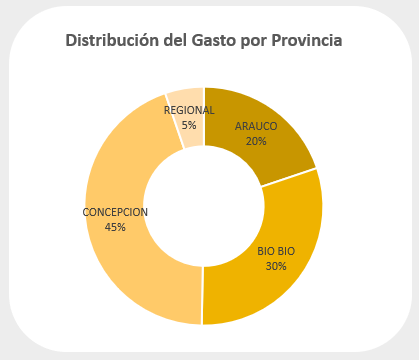 Distribución del Gasto por Provincia
REGIONAL
5%
ARAUCO
20%
CONCEPCION
45%
BIO BIO
30%